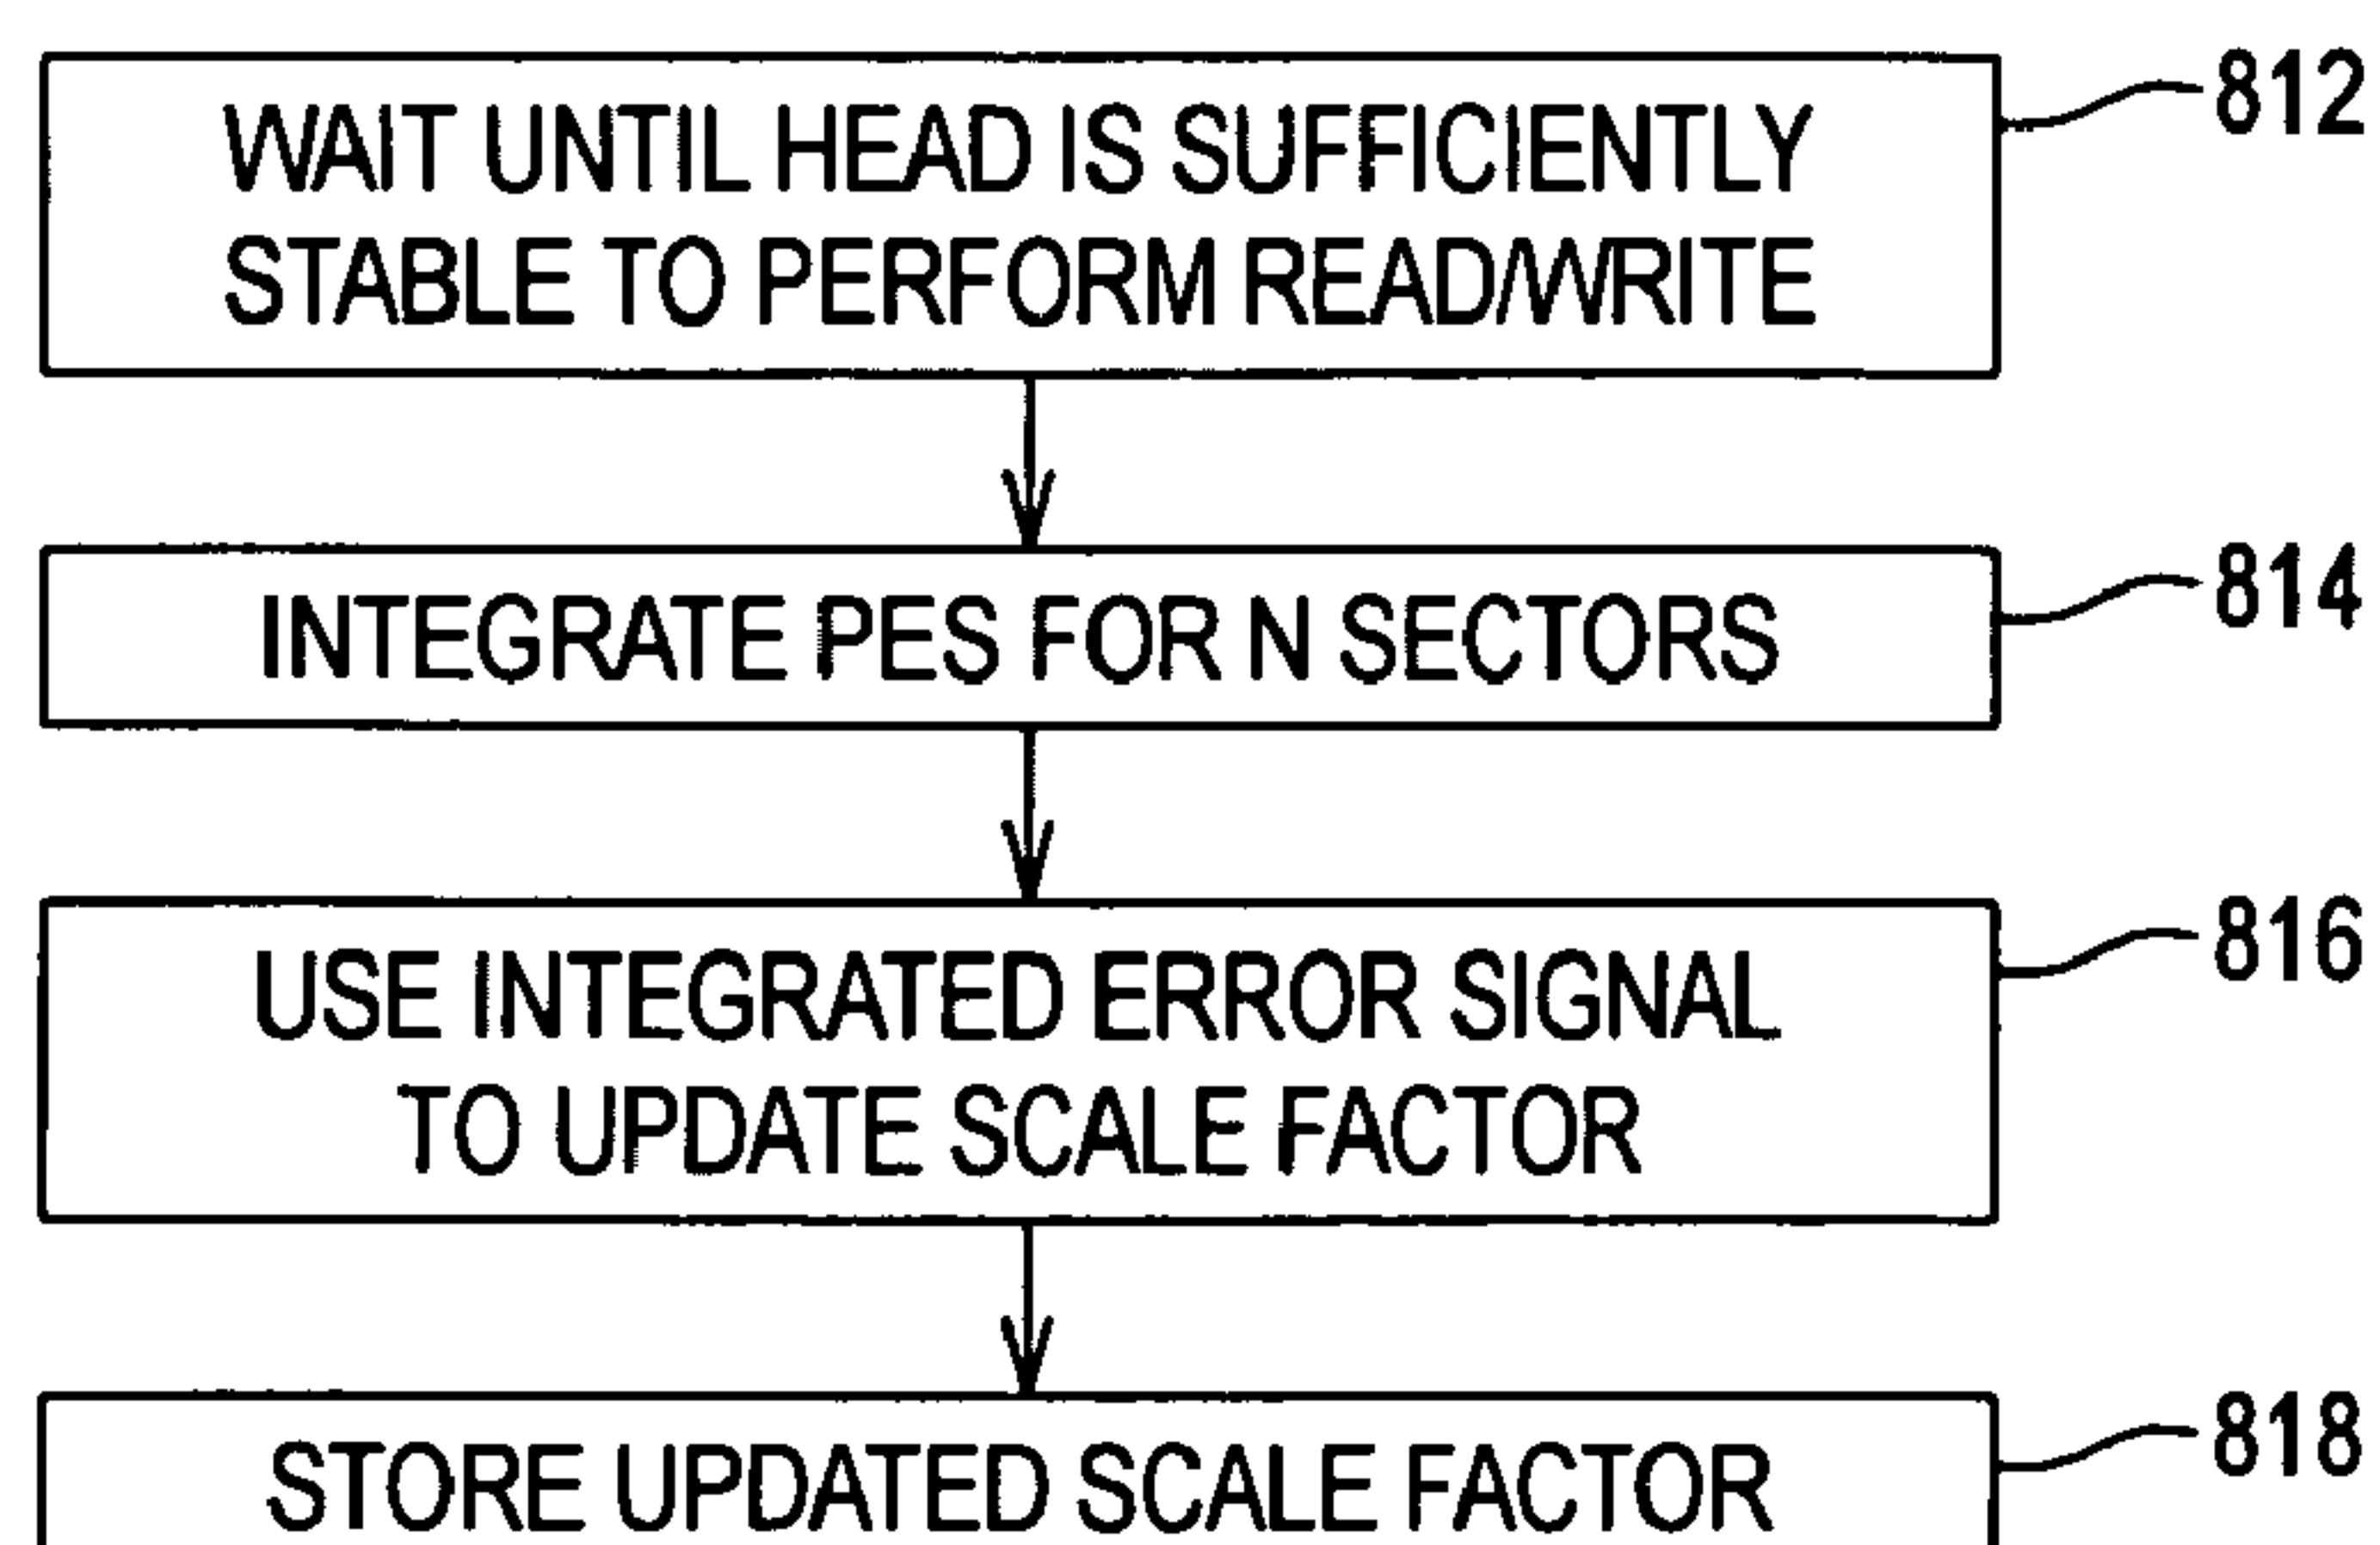 WAIT UNTIL HEAD IS SUFFICIENTLY
STABLE TO PERFORM READ/WRITE
812
INTEGRATE PES FOR N SECTORS
814
USE INTEGRATED ERROR SIGNAL
TO UPDATE SCALE FACTOR
816
STORE UPDATED SCALE FACTOR
818